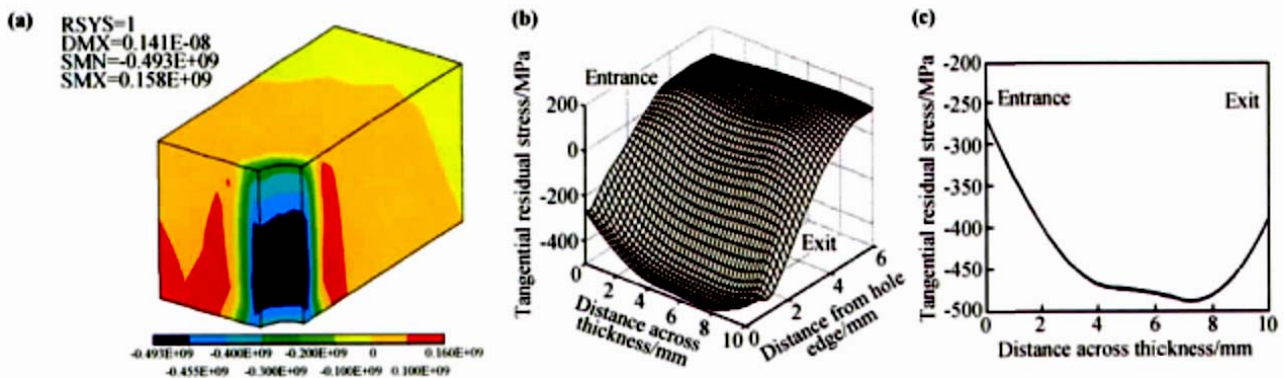 (a)
RSYS=1
DMX=0.141E-08
SMN=-0.493E+09
SMX=0.158E+09
-0.493E+09 -0.400E+09 -0.200E+09 0 0.160E+09
-0.455E+09 -0.300E+09 -0.100E+09 0.100E+09
(b)
Tangential residual stress/MPa
200
0
-200
-400
Entrance
Exit
0 2 4 6 8 10
Distance across
thickness/mm
0 2 4 6
Distance from hole
edge/mm
(c)
Tangential residual stress/MPa
-200
-250
-300
-350
-400
-450
-500
Entrance
Exit
0 2 4 6 8 10
Distance across thickness/mm